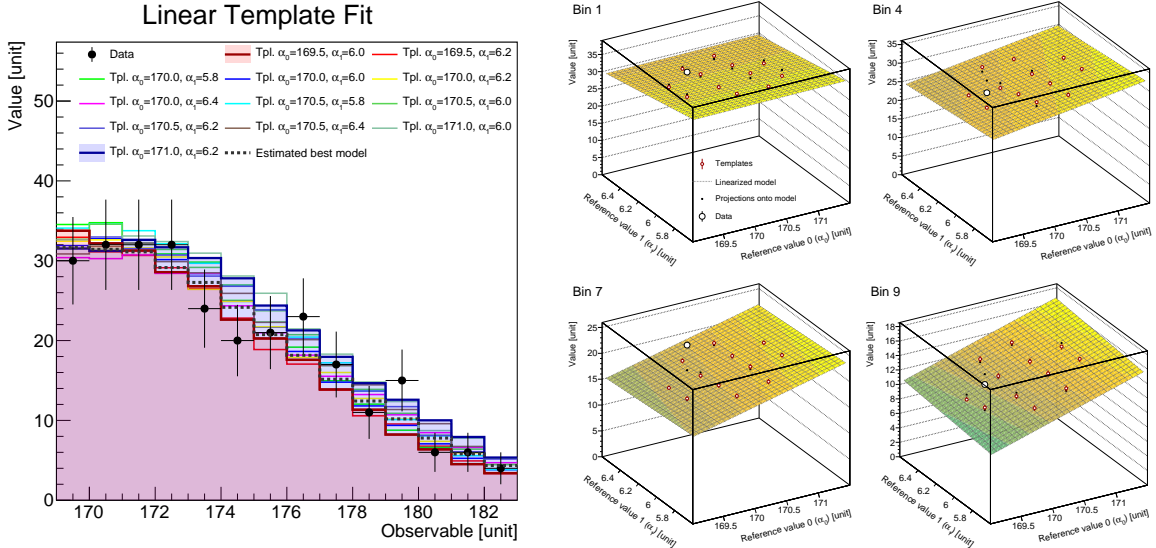 Linear Template Fit
Value [unit]
50
40
30
20
10
0
Data
Tpl. α₀=169.5, α₁=6.0
Tpl. α₀=169.5, α₁=6.2
Tpl. α₀=170.0, α₁=5.8
Tpl. α₀=170.0, α₁=6.0
Tpl. α₀=170.0, α₁=6.2
Tpl. α₀=170.0, α₁=6.4
Tpl. α₀=170.5, α₁=5.8
Tpl. α₀=170.5, α₁=6.0
Tpl. α₀=170.5, α₁=6.2
Tpl. α₀=170.5, α₁=6.4
Tpl. α₀=171.0, α₁=6.0
Tpl. α₀=171.0, α₁=6.2
Estimated best model
170 172 174 176 178 180 182
Observable [unit]
Bin 1
Value [unit]
35
30
25
20
15
10
5
0
6.4
6.2
6
5.8
Reference value 1 (α₁) [unit]
169.5
170
170.5
171
Reference value 0 (α₀) [unit]
Templates
Linearized model
Projections onto model
Data
Bin 4
Value [unit]
35
30
25
20
15
10
5
0
6.4
6.2
6
5.8
Reference value 1 (α₁) [unit]
169.5
170
170.5
171
Reference value 0 (α₀) [unit]
Bin 7
Value [unit]
25
20
15
10
5
0
6.4
6.2
6
5.8
Reference value 1 (α₁) [unit]
169.5
170
170.5
171
Reference value 0 (α₀) [unit]
Bin 9
Value [unit]
18
16
14
12
10
8
6
4
2
0
6.4
6.2
6
5.8
Reference value 1 (α₁) [unit]
169.5
170
170.5
171
Reference value 0 (α₀) [unit]